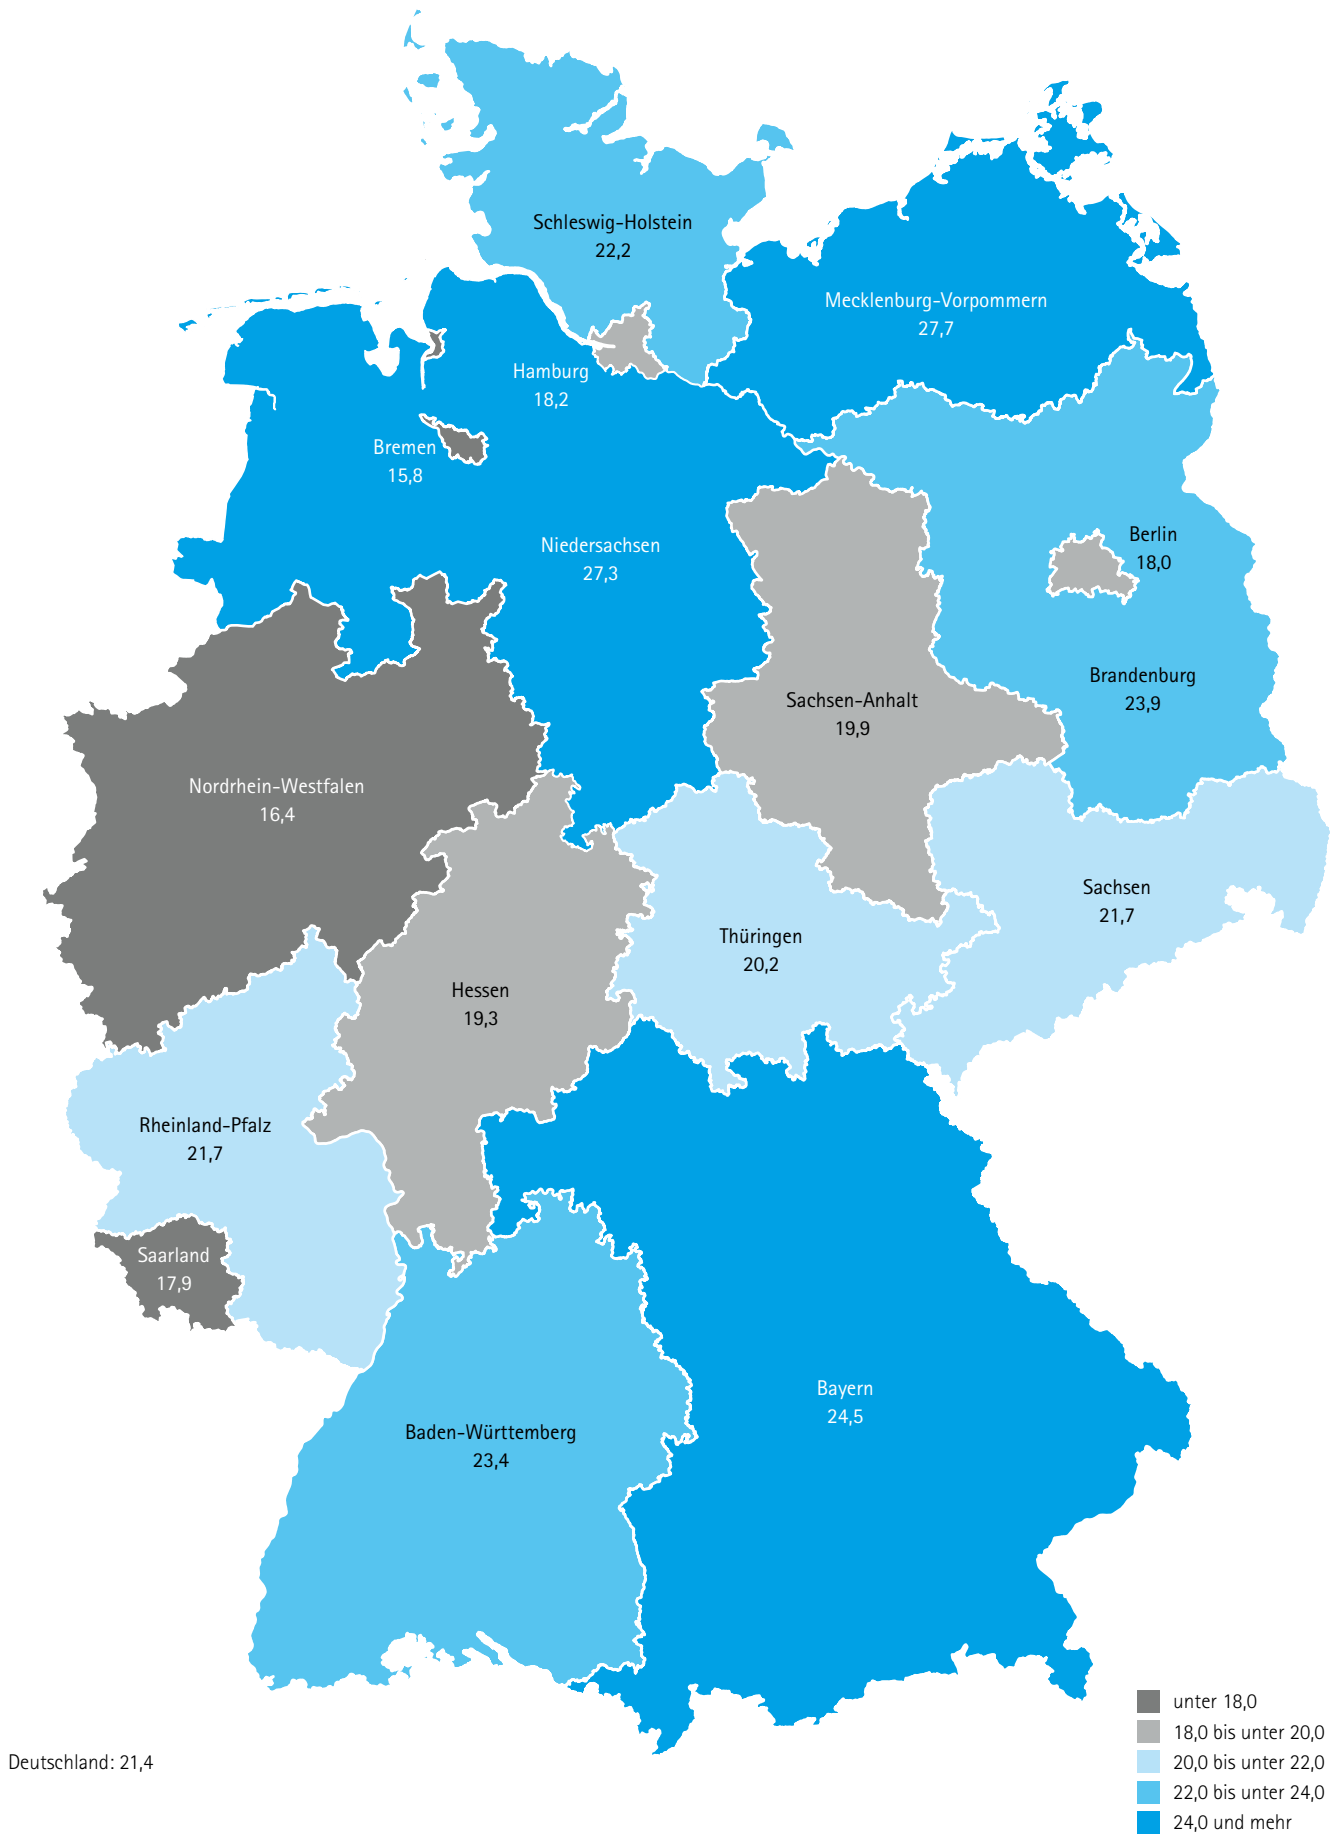 Schleswig-Holstein
22,2
Mecklenburg-Vorpommern
27,7
Hamburg
18,2
Bremen
15,8
Niedersachsen
27,3
Berlin
18,0
Brandenburg
23,9
Sachsen-Anhalt
19,9
Nordrhein-Westfalen
16,4
Sachsen
21,7
Thüringen
20,2
Hessen
19,3
Rheinland-Pfalz
21,7
Saarland
17,9
Bayern
24,5
Baden-Württemberg
23,4
unter 18,0
18,0 bis unter 20,0
20,0 bis unter 22,0
22,0 bis unter 24,0
24,0 und mehr
Deutschland: 21,4